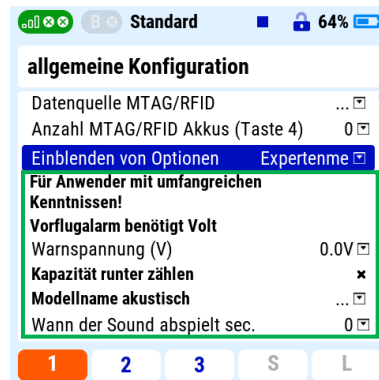 B Standard 64%
allgemeine Konfiguration
Datenquelle MTAG/RFID ...
Anzahl MTAG/RFID Akkus (Taste 4) 0
Einblenden von Optionen Expertenme
Für Anwender mit umfangreichen
Kenntnissen!
Vorflugalarm benötigt Volt
Warnspannung (V) 0.0V
Kapazität runter zählen ×
Modellname akustisch ...
Wann der Sound abspielt sec. 0
1 2 3 S L